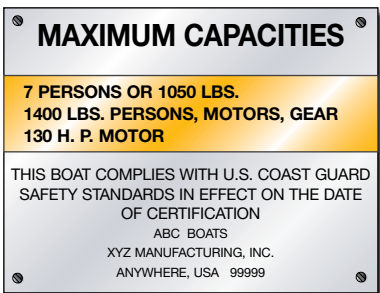 MAXIMUM CAPACITIES
7 PERSONS OR 1050 LBS.
1400 LBS. PERSONS, MOTORS, GEAR
130 H. P. MOTOR
THIS BOAT COMPLIES WITH U.S. COAST GUARD
SAFETY STANDARDS IN EFFECT ON THE DATE
OF CERTIFICATION
ABC BOATS
XYZ MANUFACTURING, INC.
ANYWHERE, USA 99999